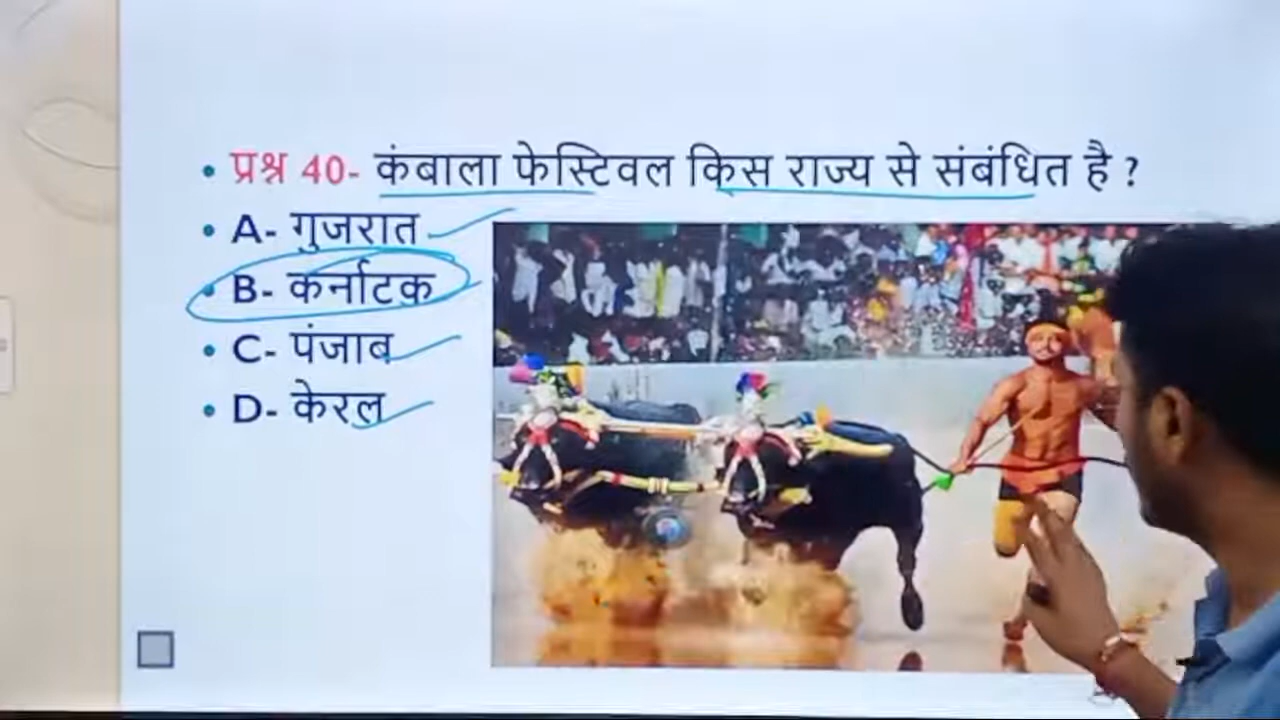 • प्रश्न 40- कंबाला फेस्टिवल किस राज्य से संबंधित है ?
• A- गुजरात
• B- कर्नाटक
• C- पंजाब
• D- केरल